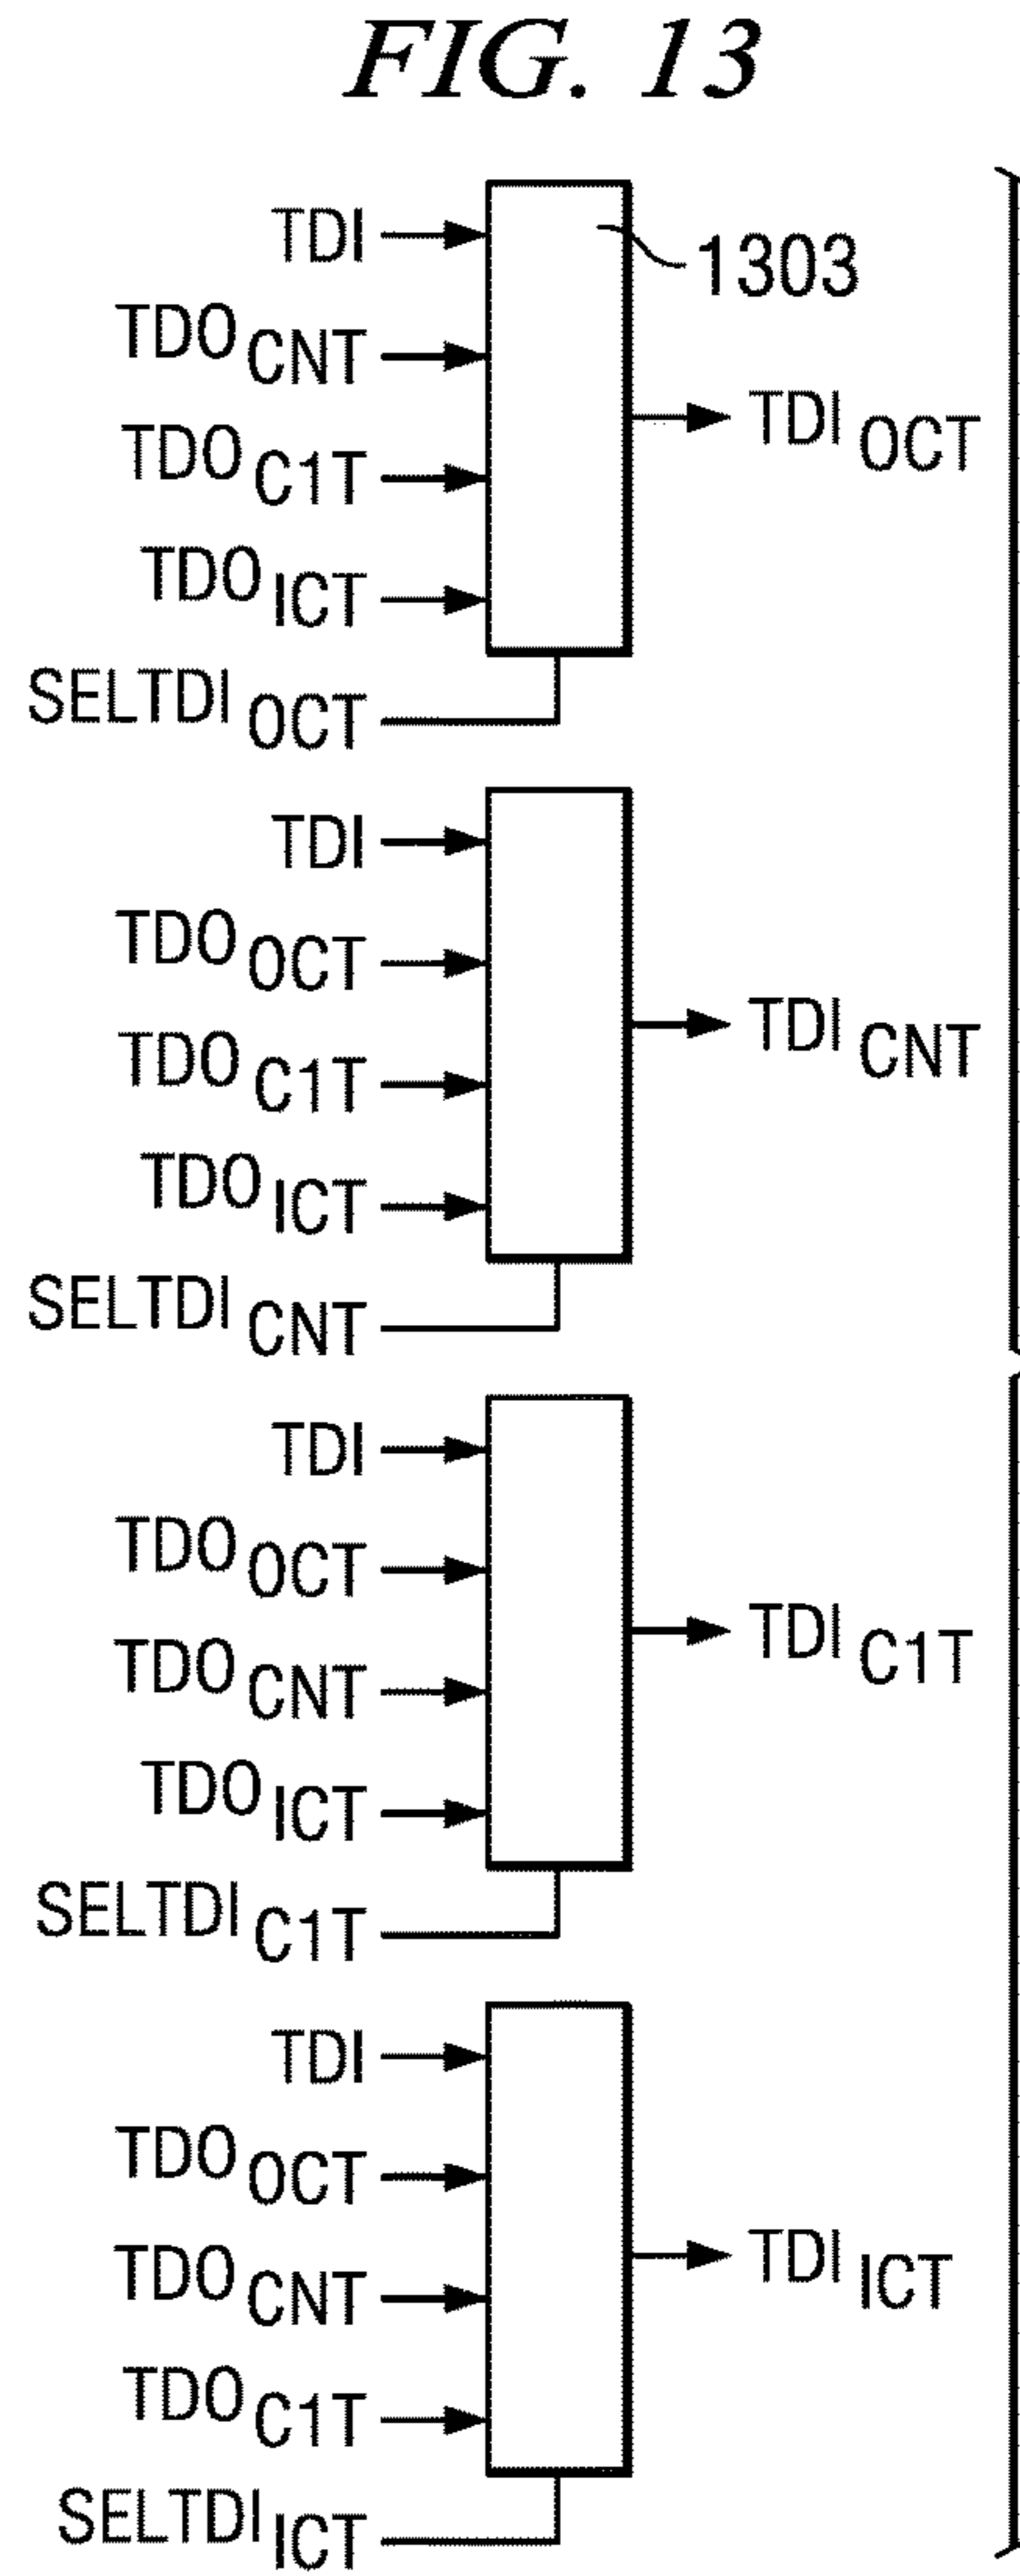 FIG. 13
TDI
1303
TDO CNT
TDI OCT
TDO C1T
TDO ICT
SELTDI OCT
TDI
TDO OCT
TDI CNT
TDO C1T
TDO ICT
SELTDI CNT
TDI
TDO OCT
TDI C1T
TDO CNT
TDO ICT
SELTDI C1T
TDI
TDO OCT
TDI ICT
TDO CNT
TDO C1T
SELTDI ICT